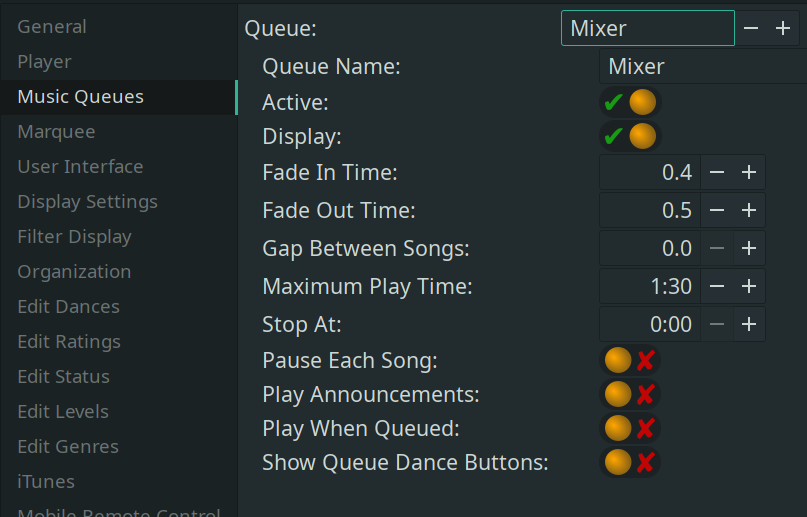 General
Player
Music Queues
Marquee
User Interface
Display Settings
Filter Display
Organization
Edit Dances
Edit Ratings
Edit Status
Edit Levels
Edit Genres
iTunes
Mobile Remote Control
Queue: Mixer − +
Queue Name: Mixer
Active: ✔
Display: ✔
Fade In Time: 0.4 − +
Fade Out Time: 0.5 − +
Gap Between Songs: 0.0 − +
Maximum Play Time: 1:30 − +
Stop At: 0:00 − +
Pause Each Song: ✘
Play Announcements: ✘
Play When Queued: ✘
Show Queue Dance Buttons: ✘